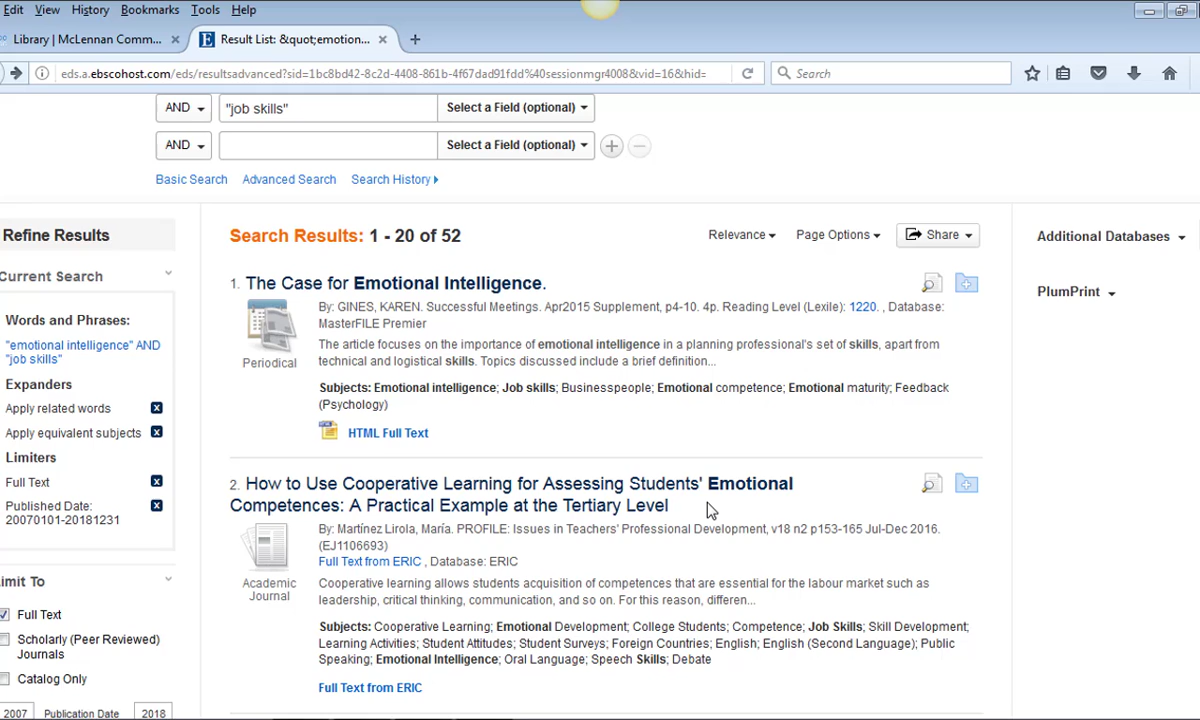 Edit View History Bookmarks Tools Help
Library | McLennan Comm... × Result List: &quot;emotion... × +
eds.a.ebscohost.com/eds/resultsadvanced?sid=1bc8bd42-8c2d-4408-861b-4f67dad91fdd%40sessionmgr4008&vid=16&hid= Search
AND "job skills" Select a Field (optional)
AND Select a Field (optional)
Basic Search Advanced Search Search History
Refine Results
Current Search
Words and Phrases:
"emotional intelligence" AND
"job skills"
Expanders
Apply related words
Apply equivalent subjects
Limiters
Full Text
Published Date:
20070101-20181231
Limit To
Full Text
Scholarly (Peer Reviewed)
Journals
Catalog Only
2007 Publication Date 2018
Search Results: 1 - 20 of 52
Relevance Page Options Share
1. The Case for Emotional Intelligence.
Periodical
By: GINES, KAREN. Successful Meetings. Apr2015 Supplement, p4-10. 4p. Reading Level (Lexile): 1220. , Database:
MasterFILE Premier
The article focuses on the importance of emotional intelligence in a planning professional's set of skills, apart from
technical and logistical skills. Topics discussed include a brief definition...
Subjects: Emotional intelligence; Job skills; Businesspeople; Emotional competence; Emotional maturity; Feedback
(Psychology)
HTML Full Text
2. How to Use Cooperative Learning for Assessing Students' Emotional
Competences: A Practical Example at the Tertiary Level
Academic
Journal
By: Martínez Lirola, María. PROFILE: Issues in Teachers' Professional Development, v18 n2 p153-165 Jul-Dec 2016.
(EJ1106693)
Full Text from ERIC , Database: ERIC
Cooperative learning allows students acquisition of competences that are essential for the labour market such as
leadership, critical thinking, communication, and so on. For this reason, differen...
Subjects: Cooperative Learning; Emotional Development; College Students; Competence; Job Skills; Skill Development;
Learning Activities; Student Attitudes; Student Surveys; Foreign Countries; English; English (Second Language); Public
Speaking; Emotional Intelligence; Oral Language; Speech Skills; Debate
Full Text from ERIC
Additional Databases
PlumPrint